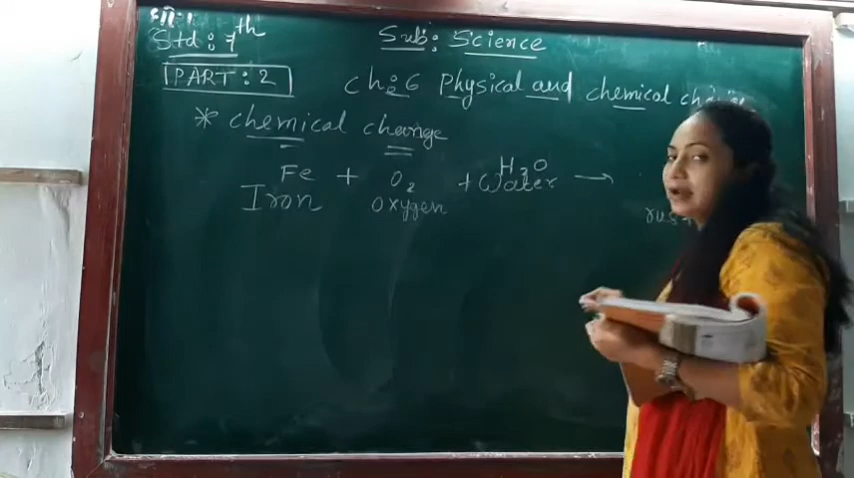 Std: 7th
Sub: Science
PART: 2
ch: 6 Physical and chemical
* chemical change
Fe + O2 + H2O →
Iron Oxygen Water